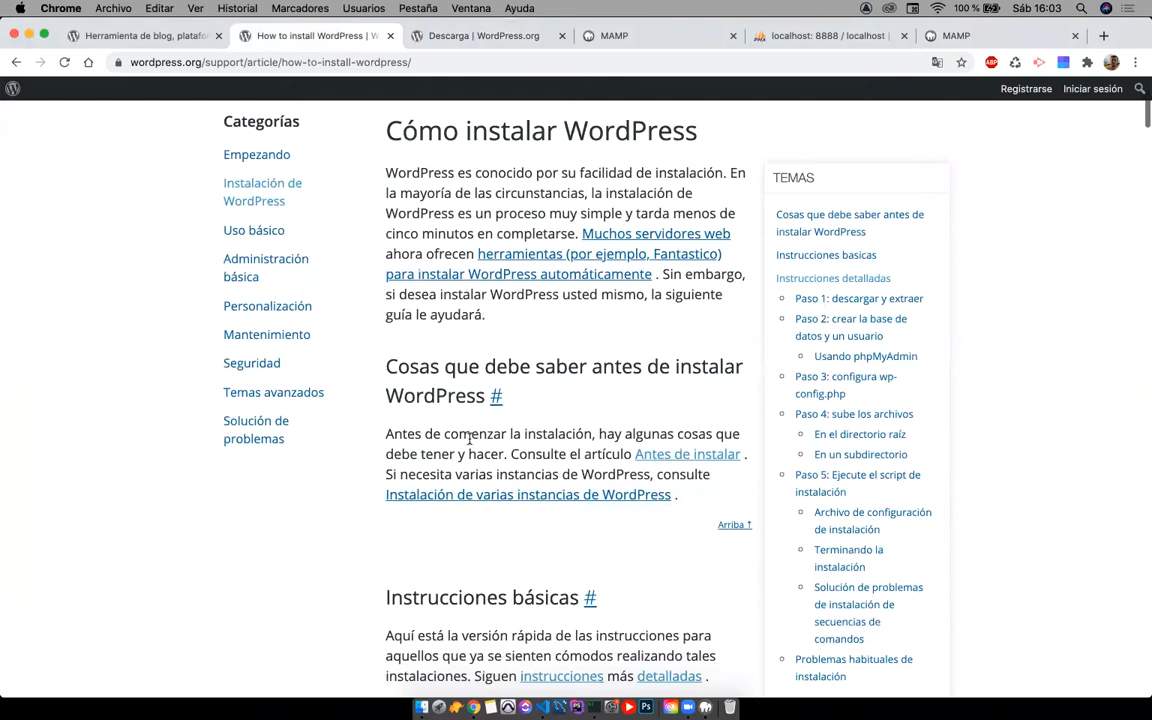 Chrome Archivo Editar Ver Historial Marcadores Usuarios Pestaña Ventana Ayuda 100 % Sáb 16:03
Herramienta de blog, platafor How to install WordPress | W Descarga | WordPress.org MAMP localhost: 8888 / localhost | MAMP
wordpress.org/support/article/how-to-install-wordpress/
Registrarse Iniciar sesión
Categorías
Empezando
Instalación de
WordPress
Uso básico
Administración
básica
Personalización
Mantenimiento
Seguridad
Temas avanzados
Solución de
problemas
Cómo instalar WordPress
WordPress es conocido por su facilidad de instalación. En
la mayoría de las circunstancias, la instalación de
WordPress es un proceso muy simple y tarda menos de
cinco minutos en completarse. Muchos servidores web
ahora ofrecen herramientas (por ejemplo, Fantastico)
para instalar WordPress automáticamente . Sin embargo,
si desea instalar WordPress usted mismo, la siguiente
guía le ayudará.
Cosas que debe saber antes de instalar
WordPress #
Antes de comenzar la instalación, hay algunas cosas que
debe tener y hacer. Consulte el artículo Antes de instalar .
Si necesita varias instancias de WordPress, consulte
Instalación de varias instancias de WordPress .
Arriba ↑
Instrucciones básicas #
Aquí está la versión rápida de las instrucciones para
aquellos que ya se sienten cómodos realizando tales
instalaciones. Siguen instrucciones más detalladas .
TEMAS
Cosas que debe saber antes de
instalar WordPress
Instrucciones basicas
Instrucciones detalladas
Paso 1: descargar y extraer
Paso 2: crear la base de
datos y un usuario
Usando phpMyAdmin
Paso 3: configura wp-
config.php
Paso 4: sube los archivos
En el directorio raíz
En un subdirectorio
Paso 5: Ejecute el script de
instalación
Archivo de configuración
de instalación
Terminando la
instalación
Solución de problemas
de instalación de
secuencias de
comandos
Problemas habituales de
instalación